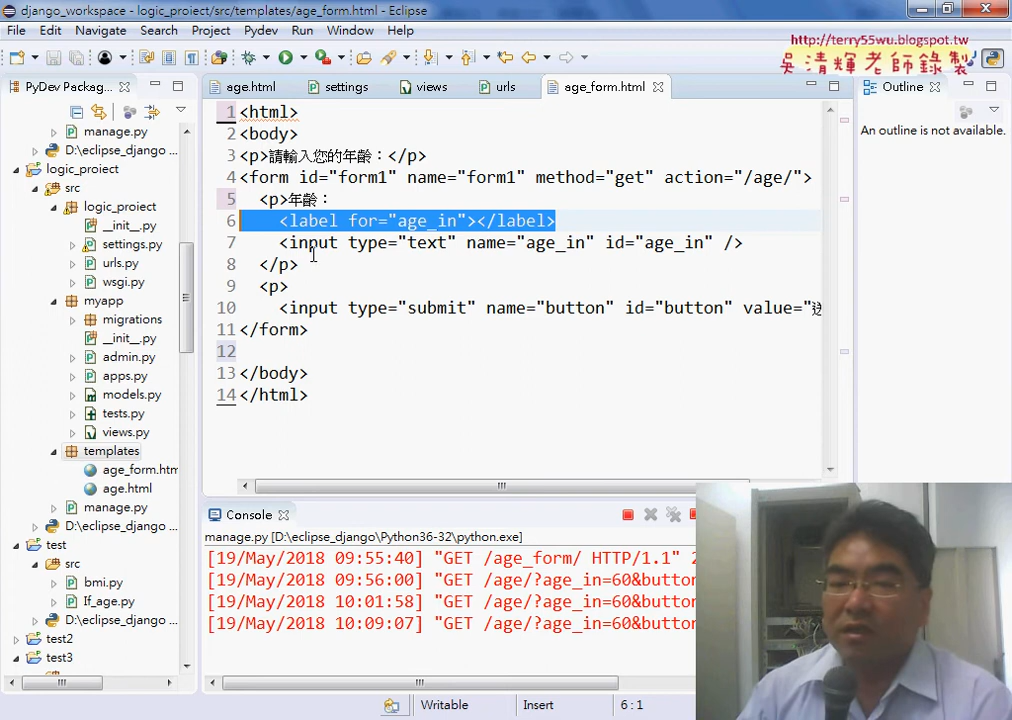 django_workspace - logic_project/src/templates/age_form.html - Eclipse
File Edit Navigate Search Project Pydev Run Window Help
http://terry55wu.blogspot.tw
吳清輝老師錄製
PyDev Packag...
manage.py
D:\eclipse_django ...
logic_project
src
logic_project
__init__.py
settings.py
urls.py
wsgi.py
myapp
migrations
__init__.py
admin.py
apps.py
models.py
tests.py
views.py
templates
age_form.htm
age.html
manage.py
D:\eclipse_django ...
test
src
bmi.py
If_age.py
D:\eclipse_django ...
test2
test3
age.html settings views urls age_form.html
1 <html>
2 <body>
3 <p>請輸入您的年齡：</p>
4 <form id="form1" name="form1" method="get" action="/age/">
5 <p>年齡：
6 <label for="age_in"></label>
7 <input type="text" name="age_in" id="age_in" />
8 </p>
9 <p>
10 <input type="submit" name="button" id="button" value="送
11 </form>
12
13 </body>
14 </html>
Outline
An outline is not available.
Console
manage.py [D:\eclipse_django\Python36-32\python.exe]
[19/May/2018 09:55:40] "GET /age_form/ HTTP/1.1" 2
[19/May/2018 09:56:00] "GET /age/?age_in=60&button
[19/May/2018 10:01:58] "GET /age/?age_in=60&button
[19/May/2018 10:09:07] "GET /age/?age_in=60&button
Writable Insert 6 : 1